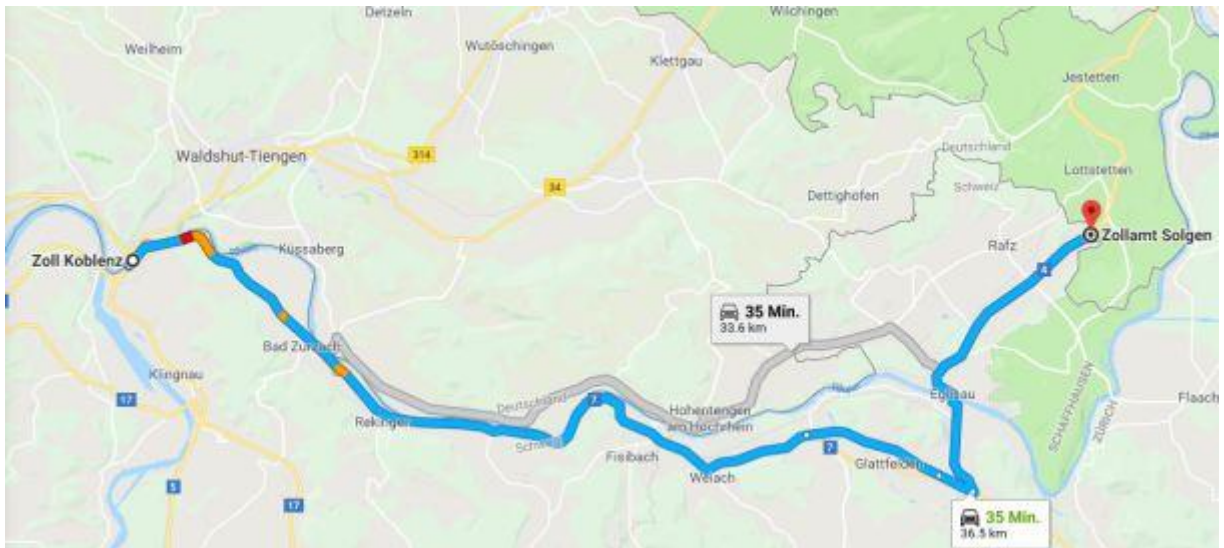 Detzeln
Wilchingen
Weilheim
Wutöschingen
Klettgau
Jestetten
Waldshut-Tiengen
314
Deutschland
Lottstetten
34
Dettighofen
Schweiz
Kussaberg
Rafz
Zollamt Solgen
Zoll Koblenz
4
35 Min.
33.6 km
Bad Zurzach
Klingnau
17
Deutschland
7
Eglisau
Flaach
Hohentengen
am Hochrhein
SCHAFFHAUSEN
ZÜRICH
Fisibach
7
Glattfelden
Weiach
5
17
35 Min.
36.5 km